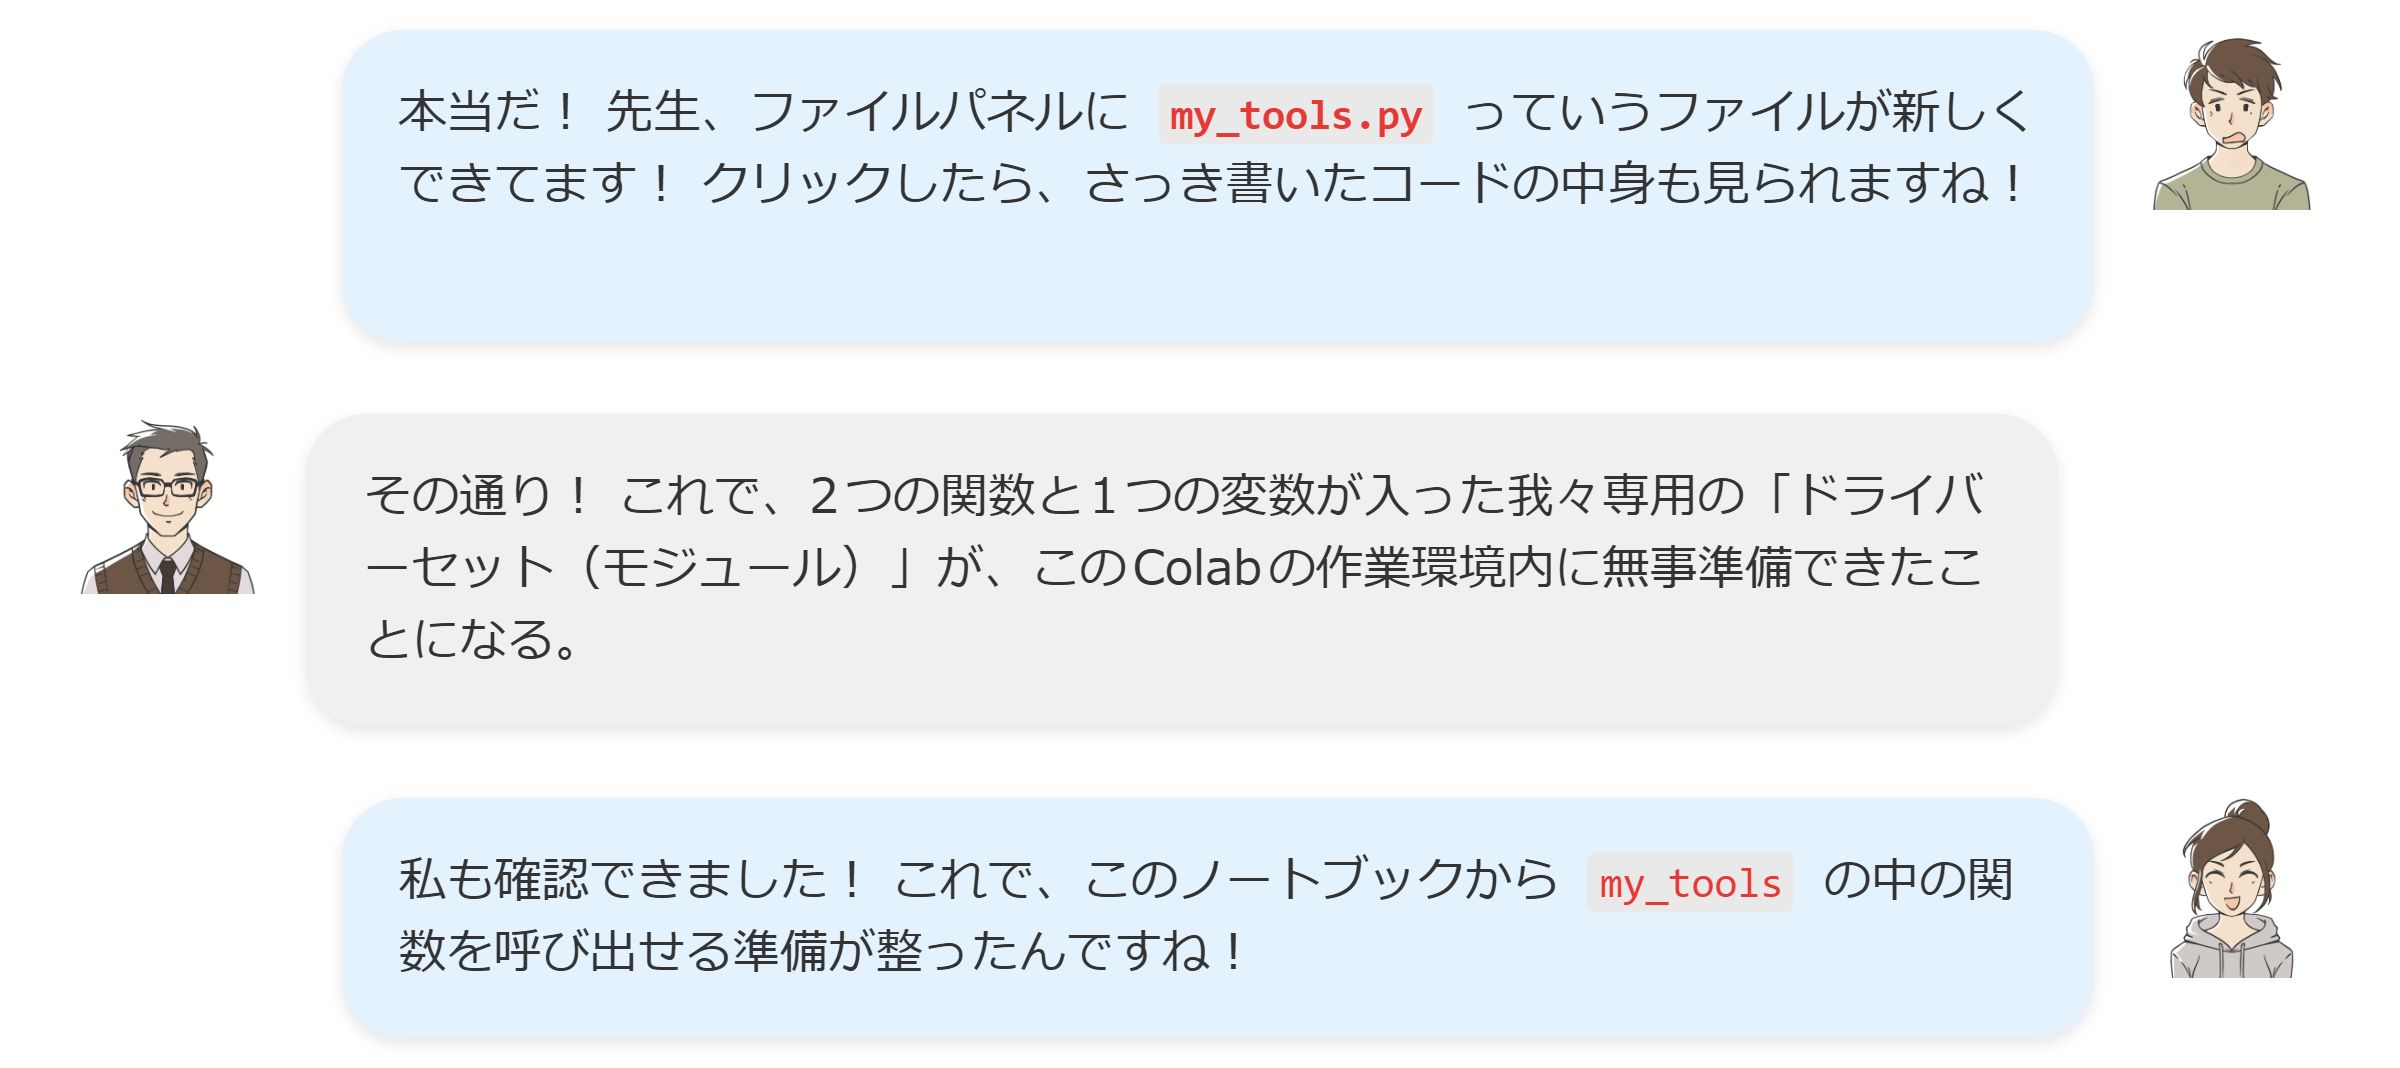 本当だ！ 先生、ファイルパネルに my_tools.py っていうファイルが新しく
できてます！ クリックしたら、さっき書いたコードの中身も見られますね！
その通り！ これで、2つの関数と1つの変数が入った我々専用の「ドライバ
ーセット（モジュール）」が、このColabの作業環境内に無事準備できたこ
とになる。
私も確認できました！ これで、このノートブックから my_tools の中の関
数を呼び出せる準備が整ったんですね！